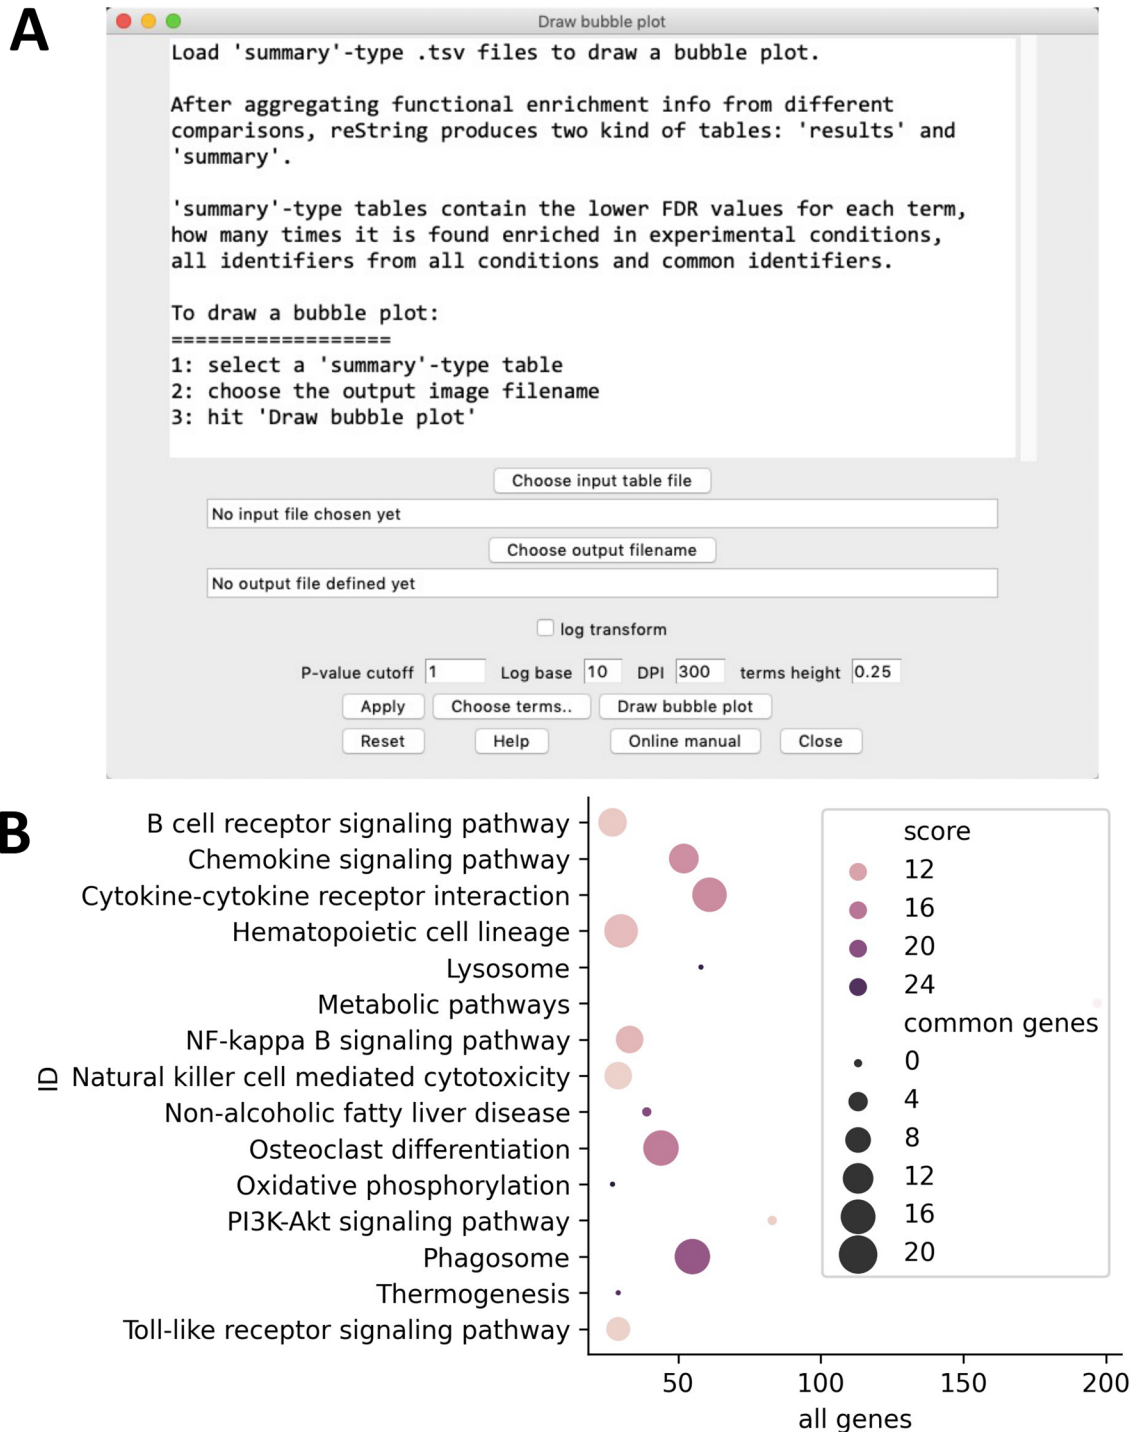 A
Draw bubble plot
Load 'summary'-type .tsv files to draw a bubble plot.
After aggregating functional enrichment info from different
comparisons, reString produces two kind of tables: 'results' and
'summary'.
'summary'-type tables contain the lower FDR values for each term,
how many times it is found enriched in experimental conditions,
all identifiers from all conditions and common identifiers.
To draw a bubble plot:
==================
1: select a 'summary'-type table
2: choose the output image filename
3: hit 'Draw bubble plot'
Choose input table file
No input file chosen yet
Choose output filename
No output file defined yet
log transform
P-value cutoff 1 Log base 10 DPI 300 terms height 0.25
Apply Choose terms.. Draw bubble plot
Reset Help Online manual Close
B
ID
B cell receptor signaling pathway
Chemokine signaling pathway
Cytokine-cytokine receptor interaction
Hematopoietic cell lineage
Lysosome
Metabolic pathways
NF-kappa B signaling pathway
Natural killer cell mediated cytotoxicity
Non-alcoholic fatty liver disease
Osteoclast differentiation
Oxidative phosphorylation
PI3K-Akt signaling pathway
Phagosome
Thermogenesis
Toll-like receptor signaling pathway
score
12
16
20
24
common genes
0
4
8
12
16
20
50 100 150 200
all genes